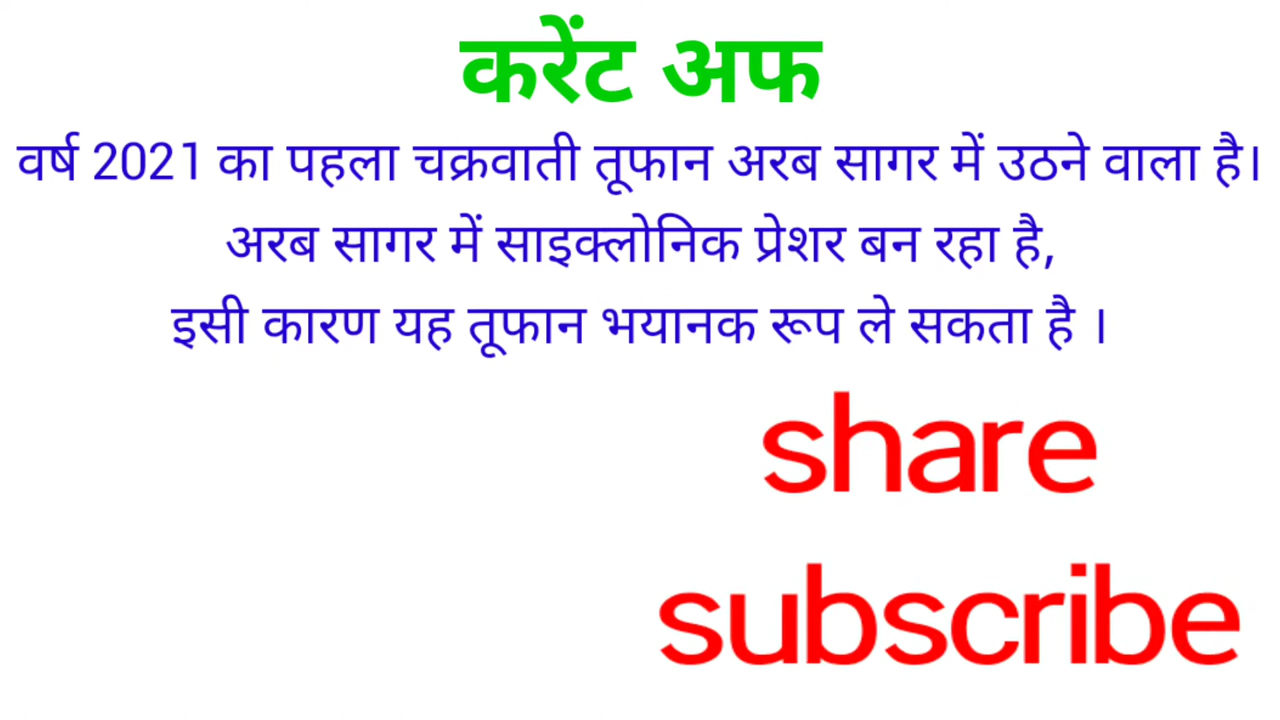 करेंट अफ
वर्ष 2021 का पहला चक्रवाती तूफान अरब सागर में उठने वाला है।
अरब सागर में साइक्लोनिक प्रेशर बन रहा है,
इसी कारण यह तूफान भयानक रूप ले सकता है ।
share
subscribe